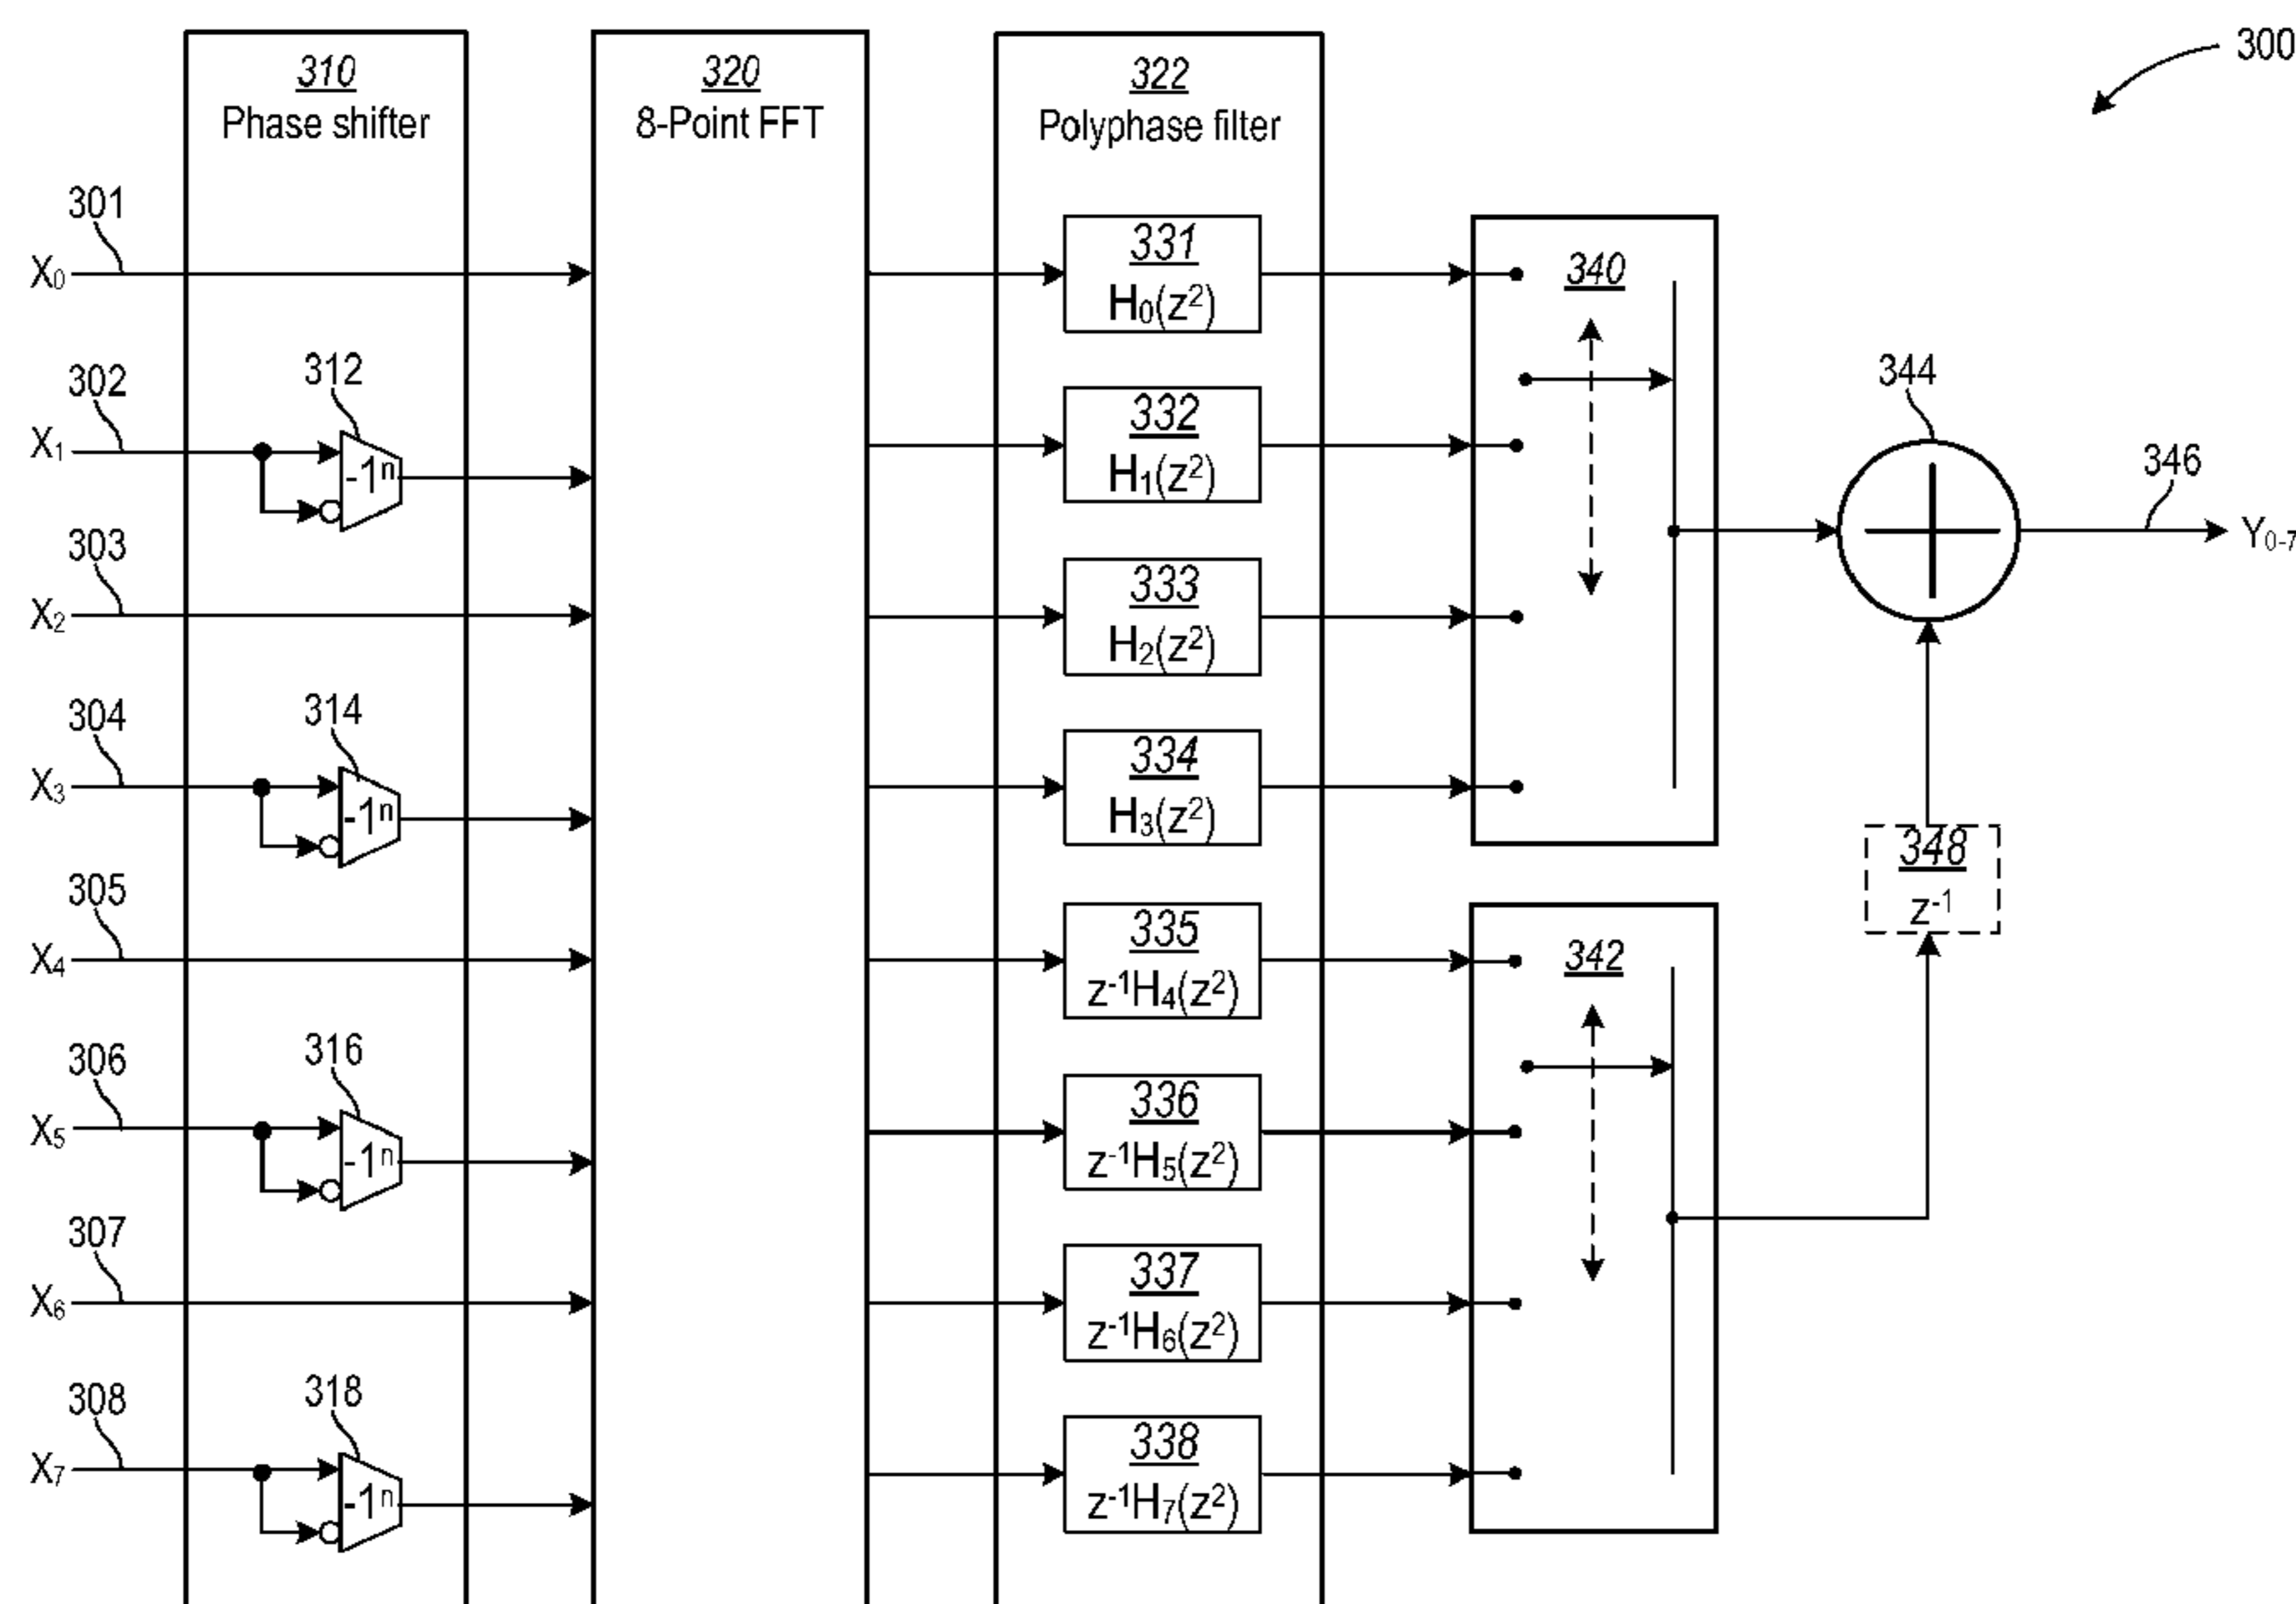 300
310
Phase shifter
320
8-Point FFT
322
Polyphase filter
301
X₀
331
H₀(z²)
340
302
X₁
312
-1ⁿ
332
H₁(z²)
344
346
Y₀₋₇
303
X₂
333
H₂(z²)
304
X₃
314
-1ⁿ
334
H₃(z²)
348
z⁻¹
305
X₄
335
z⁻¹H₄(z²)
342
306
X₅
316
-1ⁿ
336
z⁻¹H₅(z²)
307
X₆
337
z⁻¹H₆(z²)
308
X₇
318
-1ⁿ
338
z⁻¹H₇(z²)